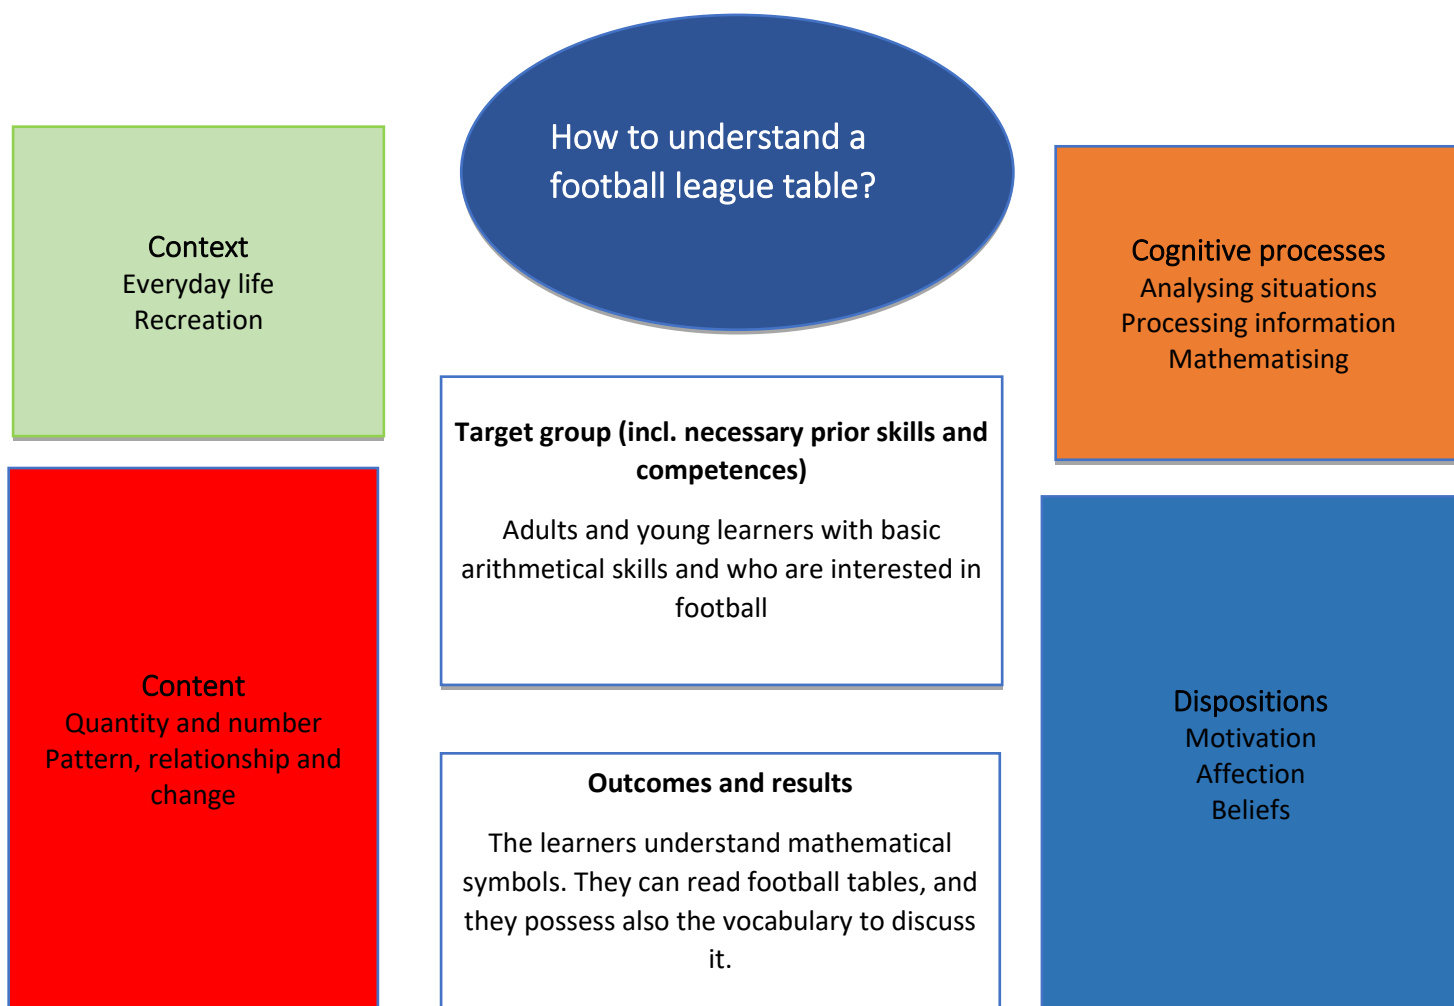 How to understand a
football league table?
Context
Everyday life
Recreation
Cognitive processes
Analysing situations
Processing information
Mathematising
Target group (incl. necessary prior skills and
competences)
Adults and young learners with basic
arithmetical skills and who are interested in
football
Content
Quantity and number
Pattern, relationship and
change
Dispositions
Motivation
Affection
Beliefs
Outcomes and results
The learners understand mathematical
symbols. They can read football tables, and
they possess also the vocabulary to discuss
it.